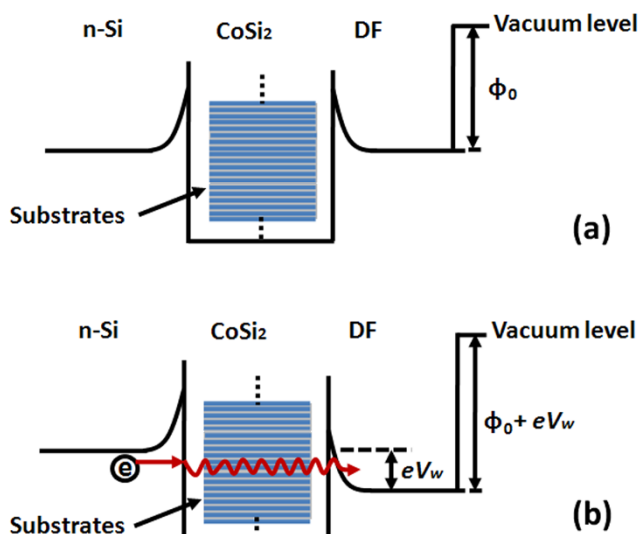 n-Si CoSi₂ DF Vacuum level
ϕ₀
Substrates
(a)
n-Si CoSi₂ DF Vacuum level
ϕ₀+ eVw
e
eVw
Substrates
(b)